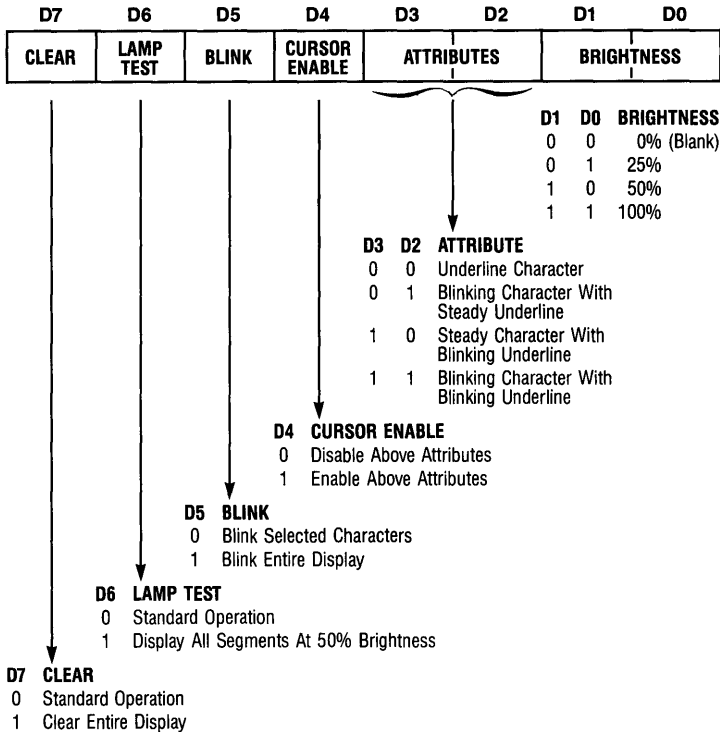 D7 D6 D5 D4 D3 D2 D1 D0
CLEAR LAMP TEST BLINK CURSOR ENABLE ATTRIBUTES BRIGHTNESS
D1 D0 BRIGHTNESS
0 0 0% (Blank)
0 1 25%
1 0 50%
1 1 100%
D3 D2 ATTRIBUTE
0 0 Underline Character
0 1 Blinking Character With
Steady Underline
1 0 Steady Character With
Blinking Underline
1 1 Blinking Character With
Blinking Underline
D4 CURSOR ENABLE
0 Disable Above Attributes
1 Enable Above Attributes
D5 BLINK
0 Blink Selected Characters
1 Blink Entire Display
D6 LAMP TEST
0 Standard Operation
1 Display All Segments At 50% Brightness
D7 CLEAR
0 Standard Operation
1 Clear Entire Display